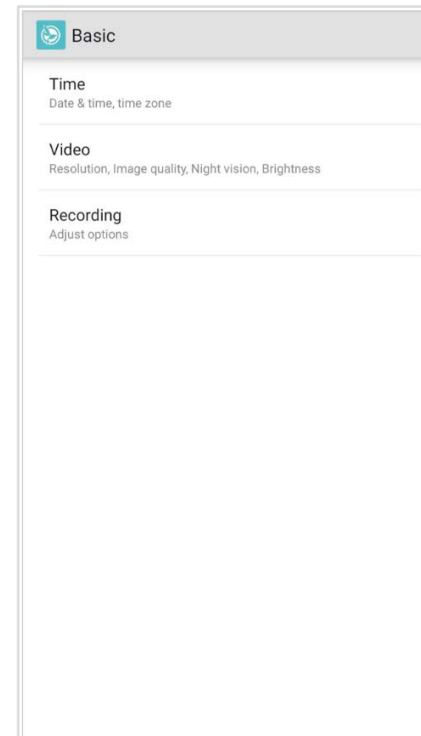 Basic
Time
Date & time, time zone
Video
Resolution, Image quality, Night vision, Brightness
Recording
Adjust options